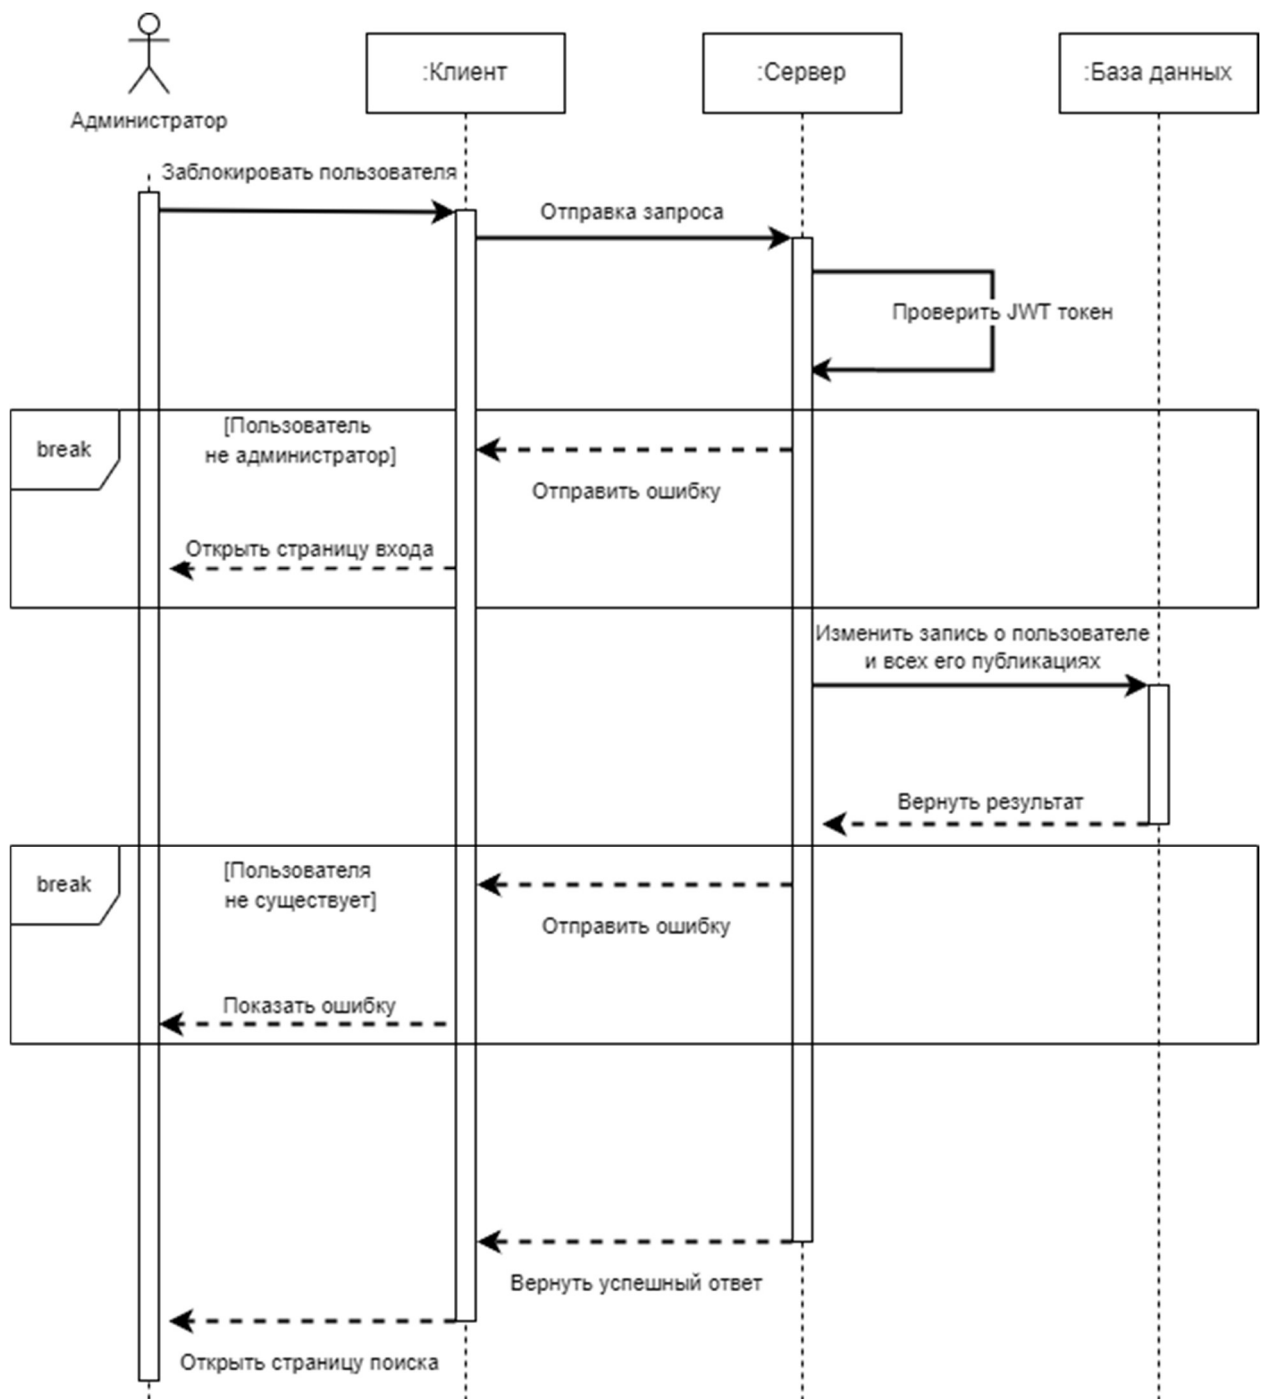 Администратор
:Клиент
:Сервер
:База данных
Заблокировать пользователя
Отправка запроса
Проверить JWT токен
break
[Пользователь
не администратор]
Отправить ошибку
Открыть страницу входа
Изменить запись о пользователе
и всех его публикациях
Вернуть результат
break
[Пользователя
не существует]
Отправить ошибку
Показать ошибку
Вернуть успешный ответ
Открыть страницу поиска